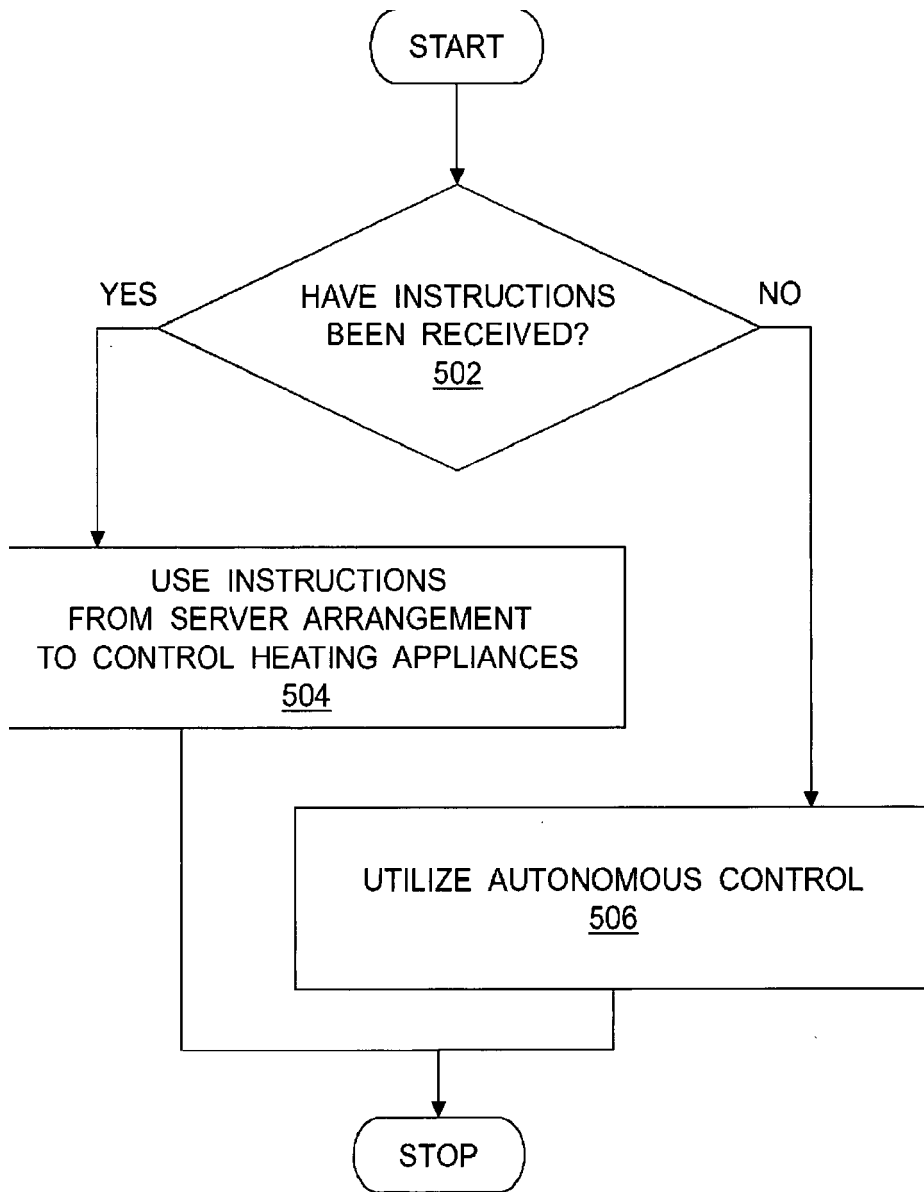 START
YES
NO
HAVE INSTRUCTIONS
BEEN RECEIVED?
502
USE INSTRUCTIONS
FROM SERVER ARRANGEMENT
TO CONTROL HEATING APPLIANCES
504
UTILIZE AUTONOMOUS CONTROL
506
STOP